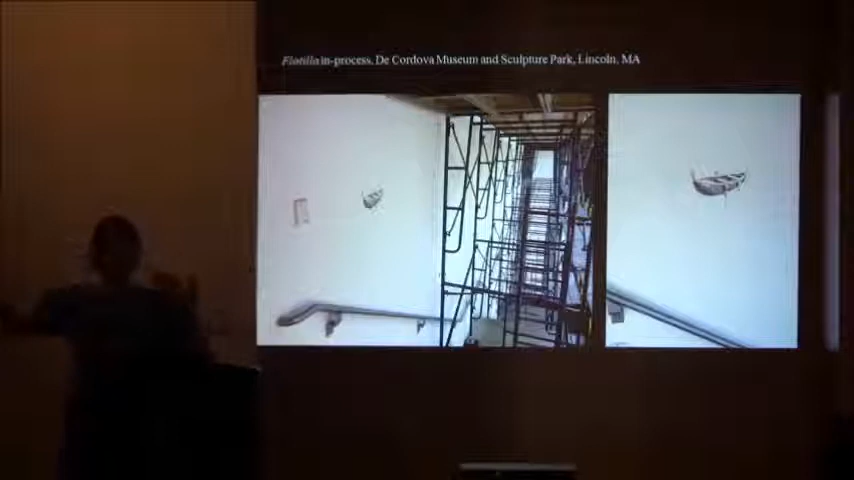 Flotilla in-process, De Cordova Museum and Sculpture Park, Lincoln, MA